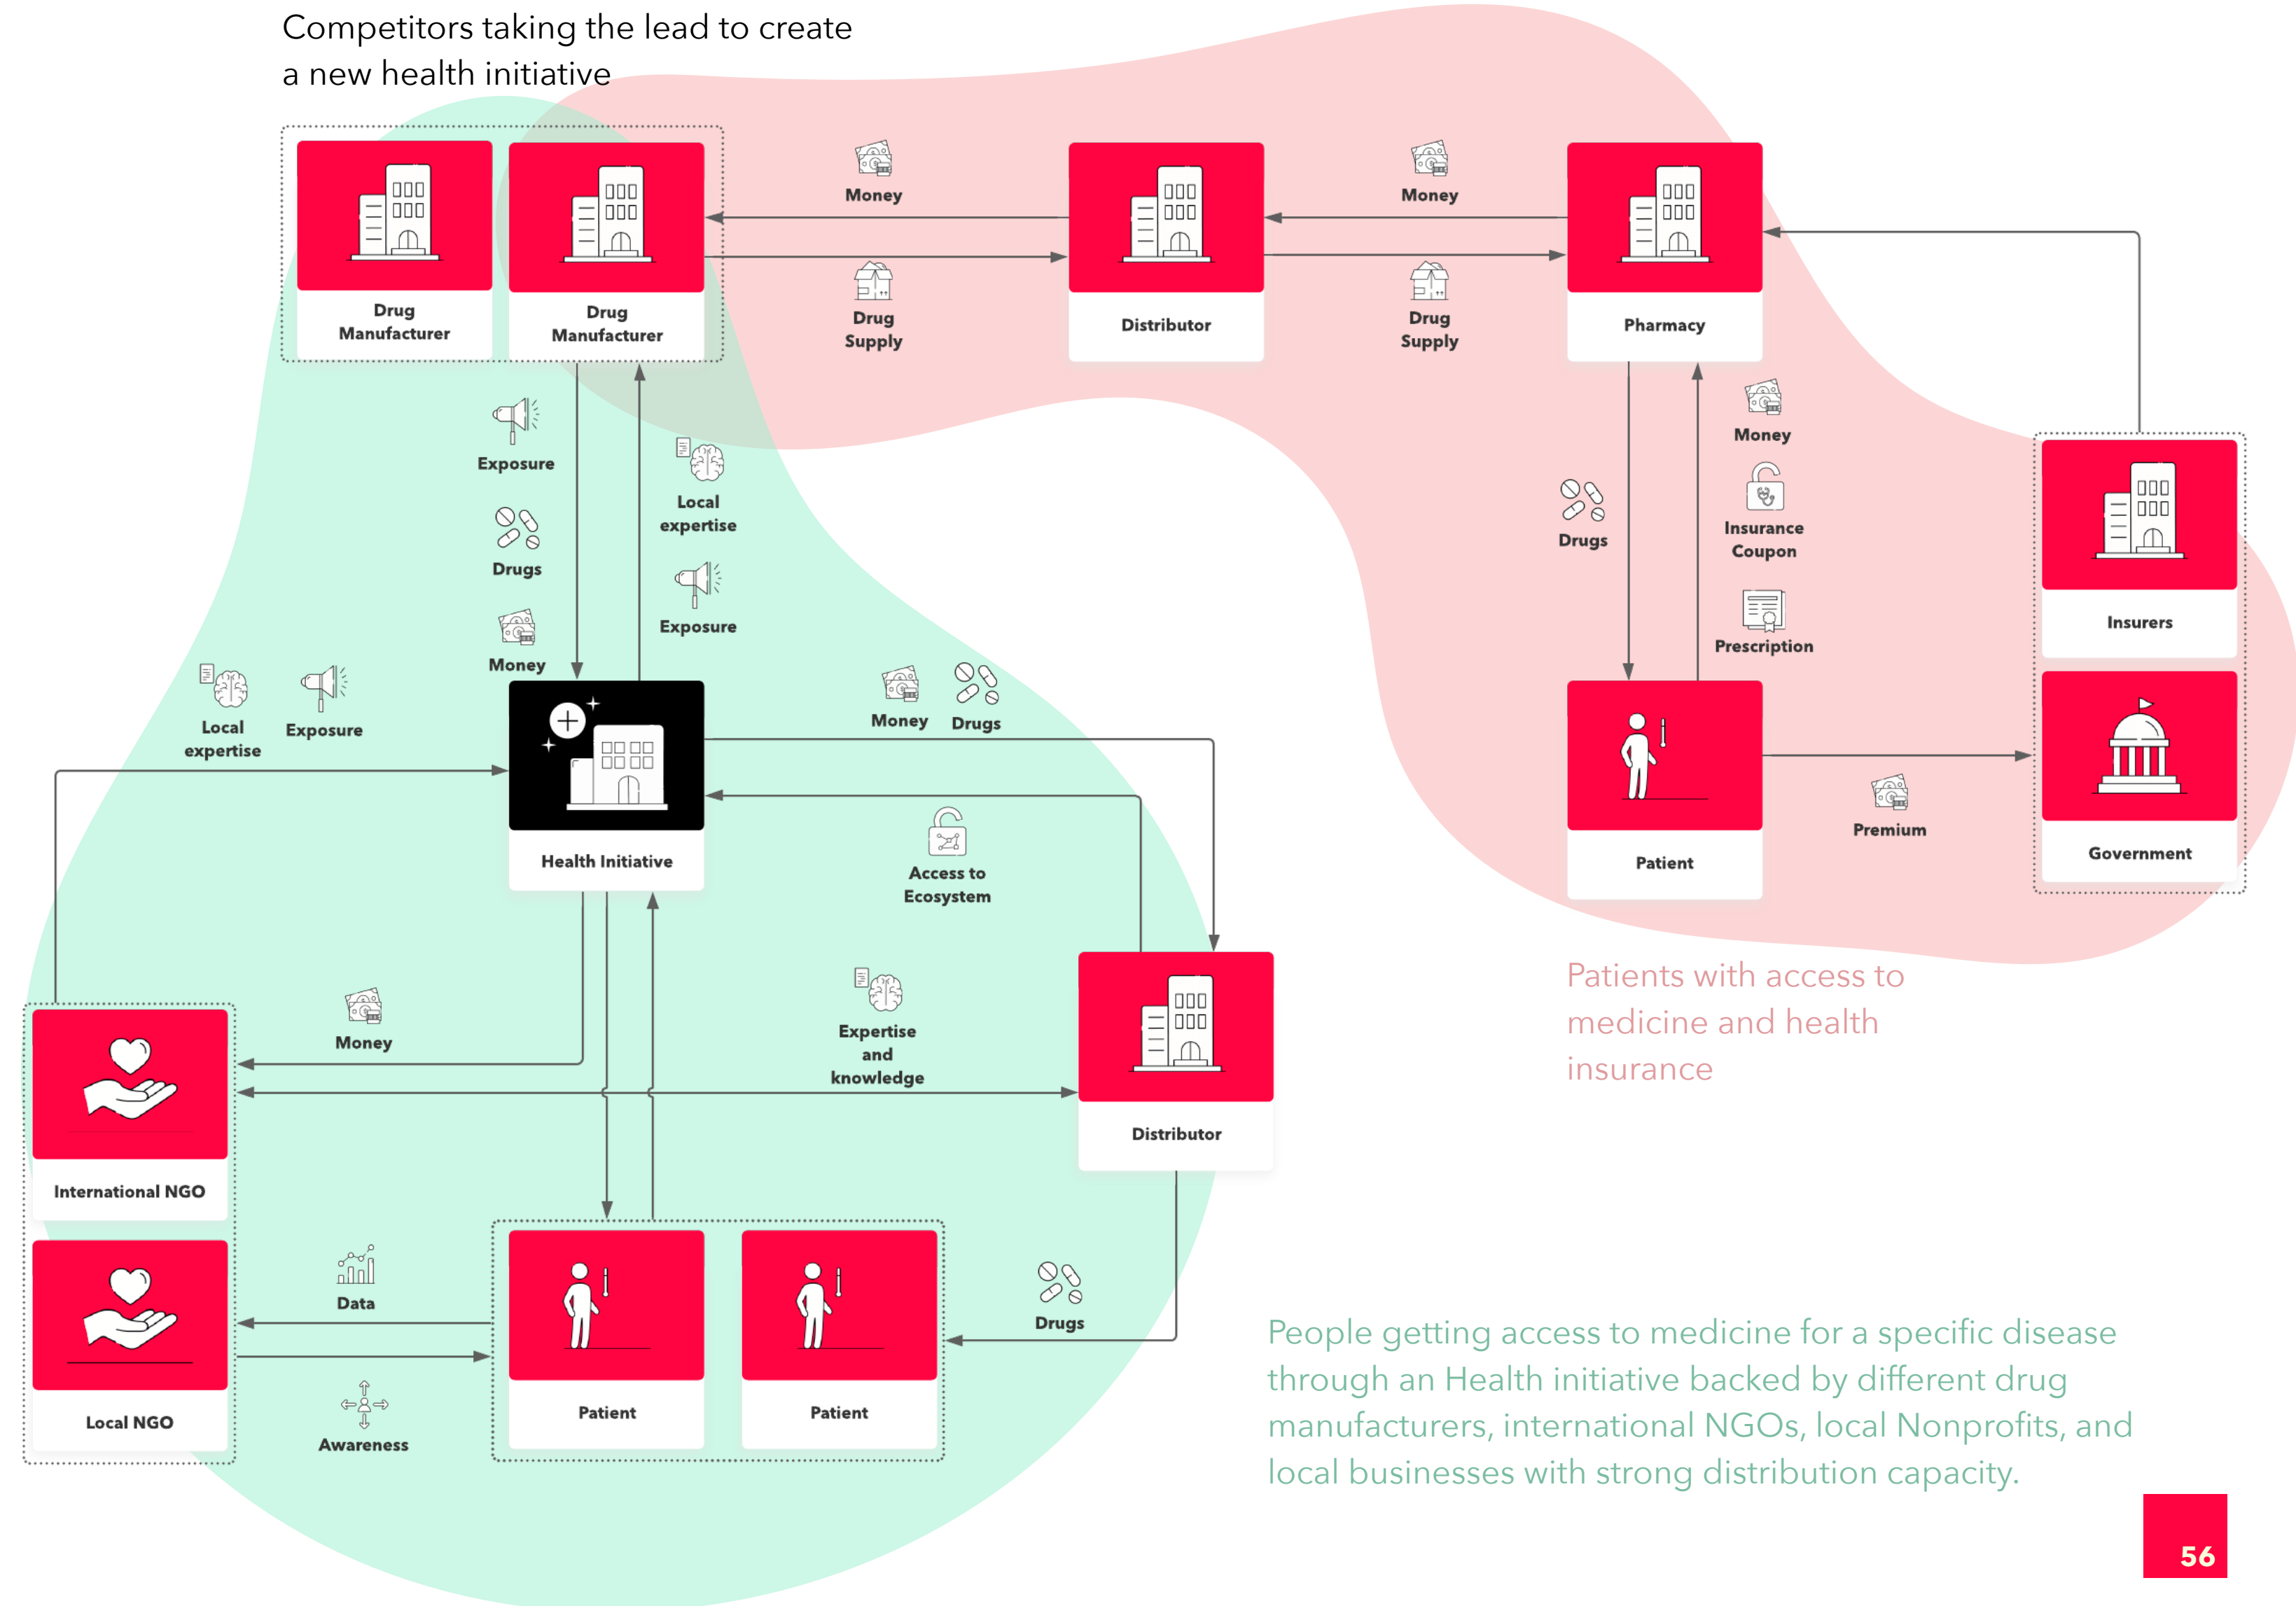 Competitors taking the lead to create
a new health initiative
Drug
Manufacturer
Drug
Manufacturer
Money
Drug
Supply
Distributor
Money
Drug
Supply
Pharmacy
Exposure
Drugs
Money
Local
expertise
Exposure
Drugs
Money
Insurance
Coupon
Prescription
Insurers
Local
expertise
Exposure
Health Initiative
Money
Drugs
Access to
Ecosystem
Patient
Premium
Government
Patients with access to
medicine and health
insurance
Money
Expertise
and
knowledge
Distributor
International NGO
Local NGO
Data
Awareness
Patient
Patient
Drugs
People getting access to medicine for a specific disease
through an Health initiative backed by different drug
manufacturers, international NGOs, local Nonprofits, and
local businesses with strong distribution capacity.
56